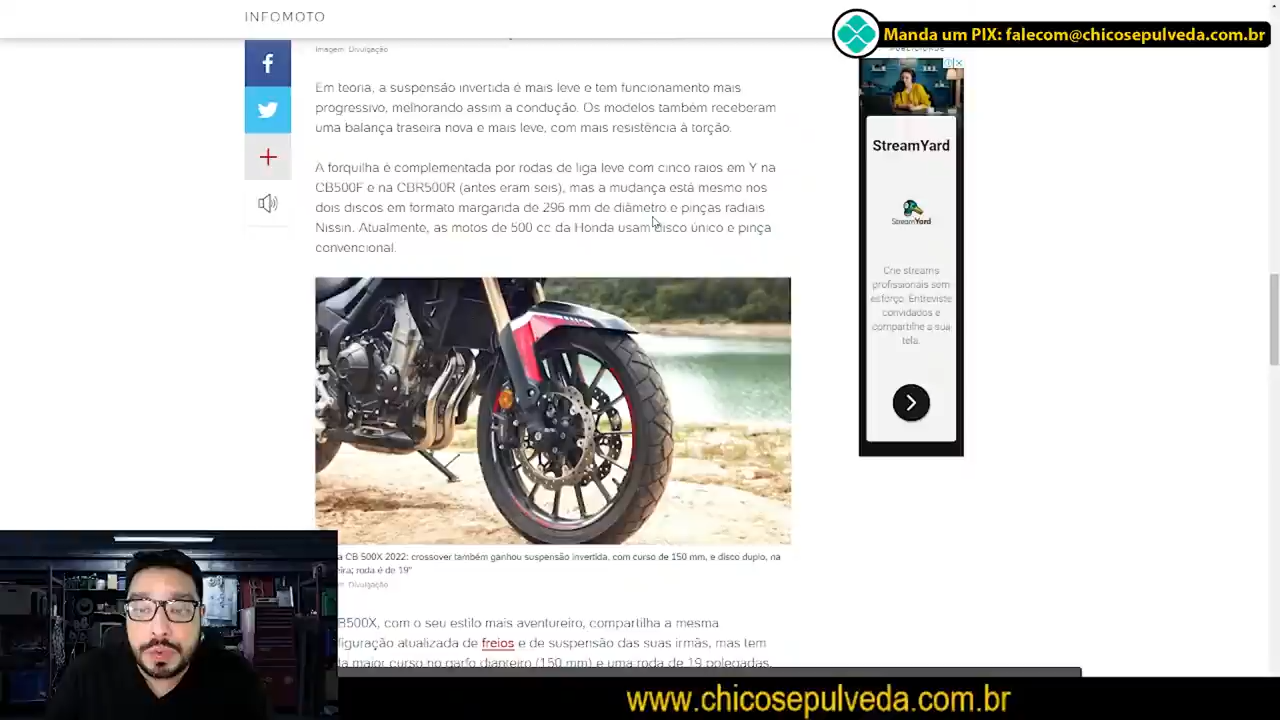 INFOMOTO
Manda um PIX: falecom@chicosepulveda.com.br
Imagem: Divulgação
Em teoria, a suspensão invertida é mais leve e tem funcionamento mais
progressivo, melhorando assim a condução. Os modelos também receberam
uma balança traseira nova e mais leve, com mais resistência à torção.
A forquilha é complementada por rodas de liga leve com cinco raios em Y na
CB500F e na CBR500R (antes eram seis), mas a mudança está mesmo nos
dois discos em formato margarida de 296 mm de diâmetro e pinças radiais
Nissin. Atualmente, as motos de 500 cc da Honda usam disco único e pinça
convencional.
StreamYard
StreamYard
Crie streams
profissionais sem
esforço. Entreviste
convidados e
compartilhe a sua
tela.
a CB 500X 2022: crossover também ganhou suspensão invertida, com curso de 150 mm, e disco duplo, na
eira; roda é de 19"
Divulgação
B500X, com o seu estilo mais aventureiro, compartilha a mesma
iguração atualizada de freios e de suspensão das suas irmãs, mas tem
maior curso no garfo dianteiro (150 mm) e uma roda de 19 polegadas,
www.chicosepulveda.com.br